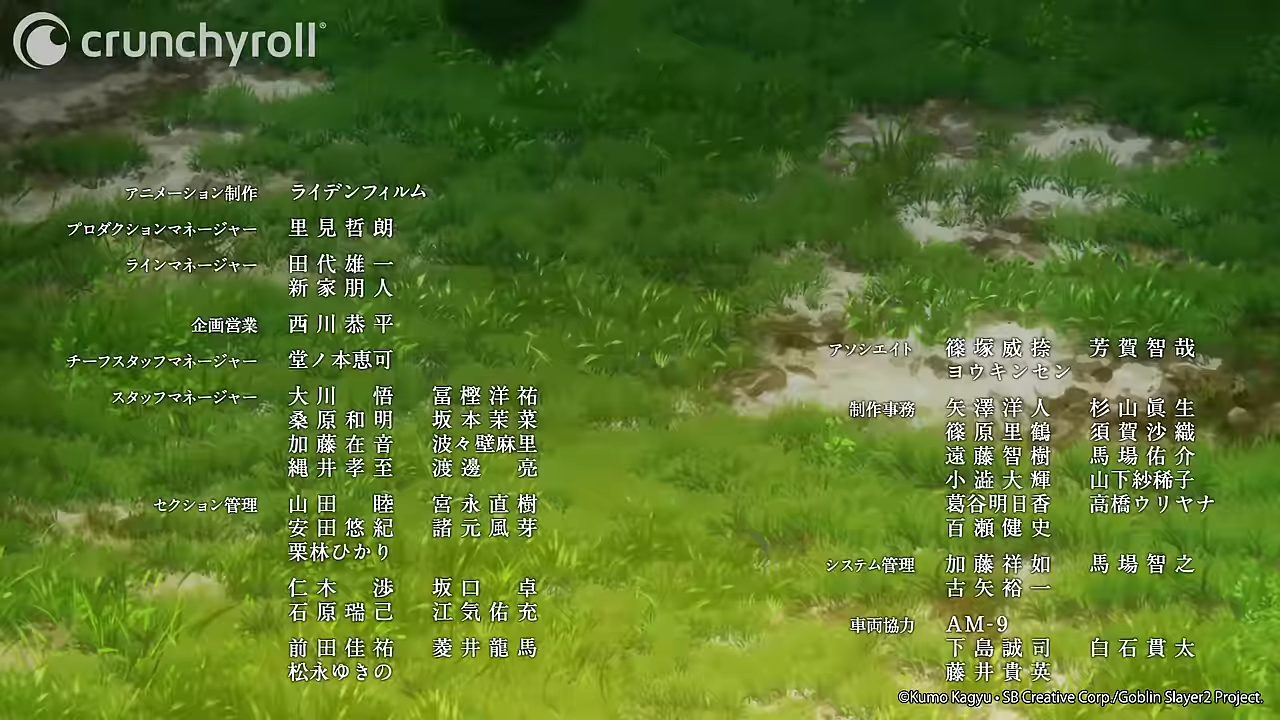 crunchyroll
アニメーション制作 ライデンフィルム
プロダクションマネージャー 里見哲朗
ラインマネージャー 田代雄一
新家朋人
企画営業 西川恭平
チーフスタッフマネージャー 堂ノ本恵可
スタッフマネージャー 大川 悟 冨樫洋祐
桑原和明 坂本茉菜
加藤在音 波々壁麻里
縄井孝至 渡邊 亮
セクション管理 山田 睦 宮永直樹
安田悠紀 諸元風芽
栗林ひかり
仁木 渉 坂口 卓
石原瑞己 江気佑充
前田佳祐 菱井龍馬
松永ゆきの
アソシエイト 篠塚威捺 芳賀智哉
ヨウキンセン
制作事務 矢澤洋人 杉山眞生
篠原里鶴 須賀沙織
遠藤智樹 馬場佑介
小澁大輝 山下紗稀子
葛谷明日香 高橋ウリヤナ
百瀬健史
システム管理 加藤祥如 馬場智之
古矢裕一
車両協力 AM-9
下島誠司 白石貫太
藤井貴英
©Kumo Kagyu・SB Creative Corp./Goblin Slayer2 Project.